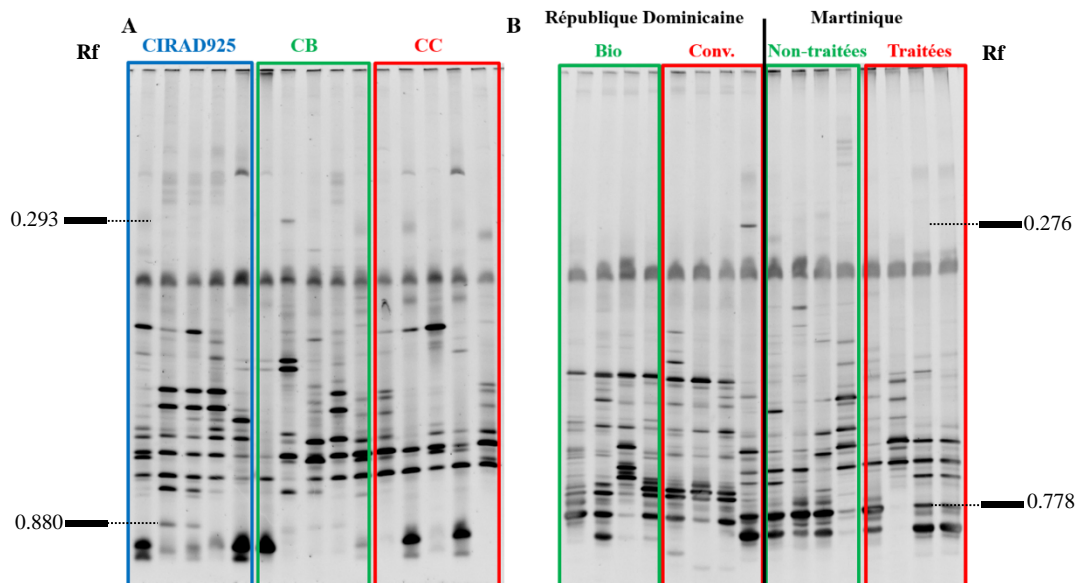 République Dominicaine Martinique
A B
CIRAD925 CB CC Bio Conv. Non-traitées Traitées
Rf Rf
0.293 0.276
0.880 0.778